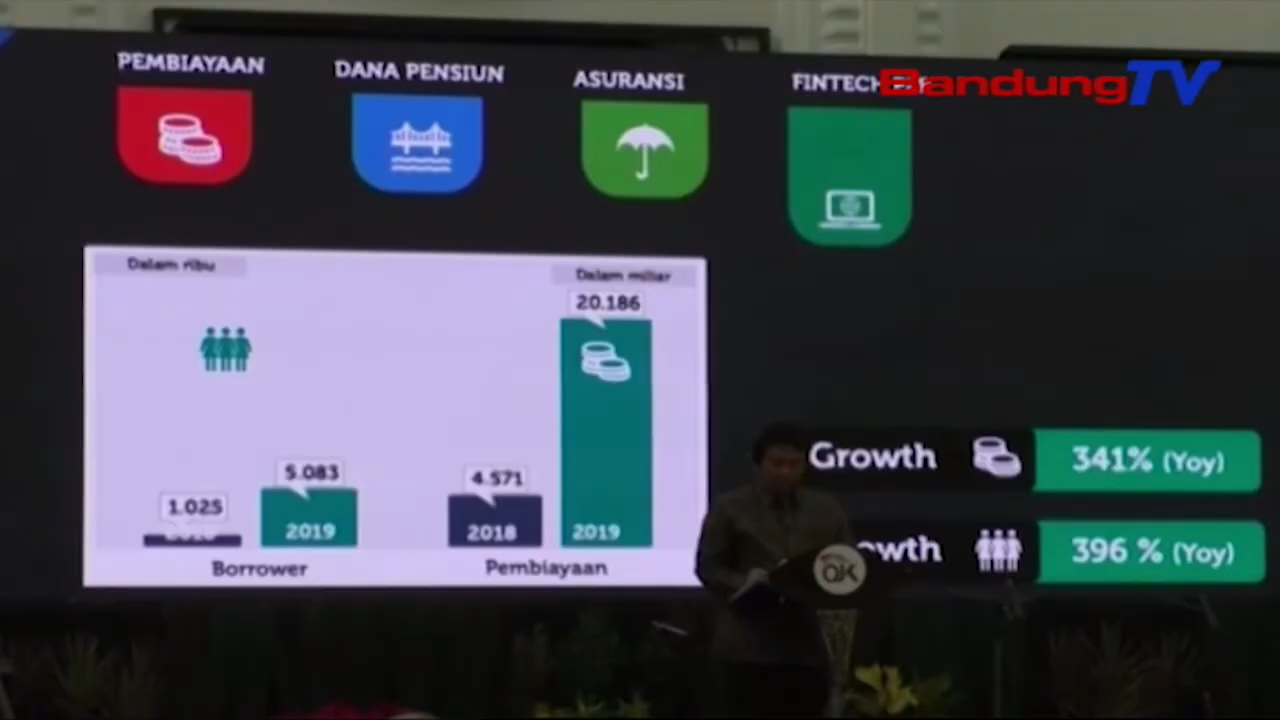 PEMBIAYAAN
DANA PENSIUN
ASURANSI
FINTECH
BandungTV
Dalam ribu
Dalam miliar
20.186
5.083
4.571
1.025
2019
2018
2019
Borrower
Pembiayaan
Growth
341% (Yoy)
wth
396 % (Yoy)
OJK